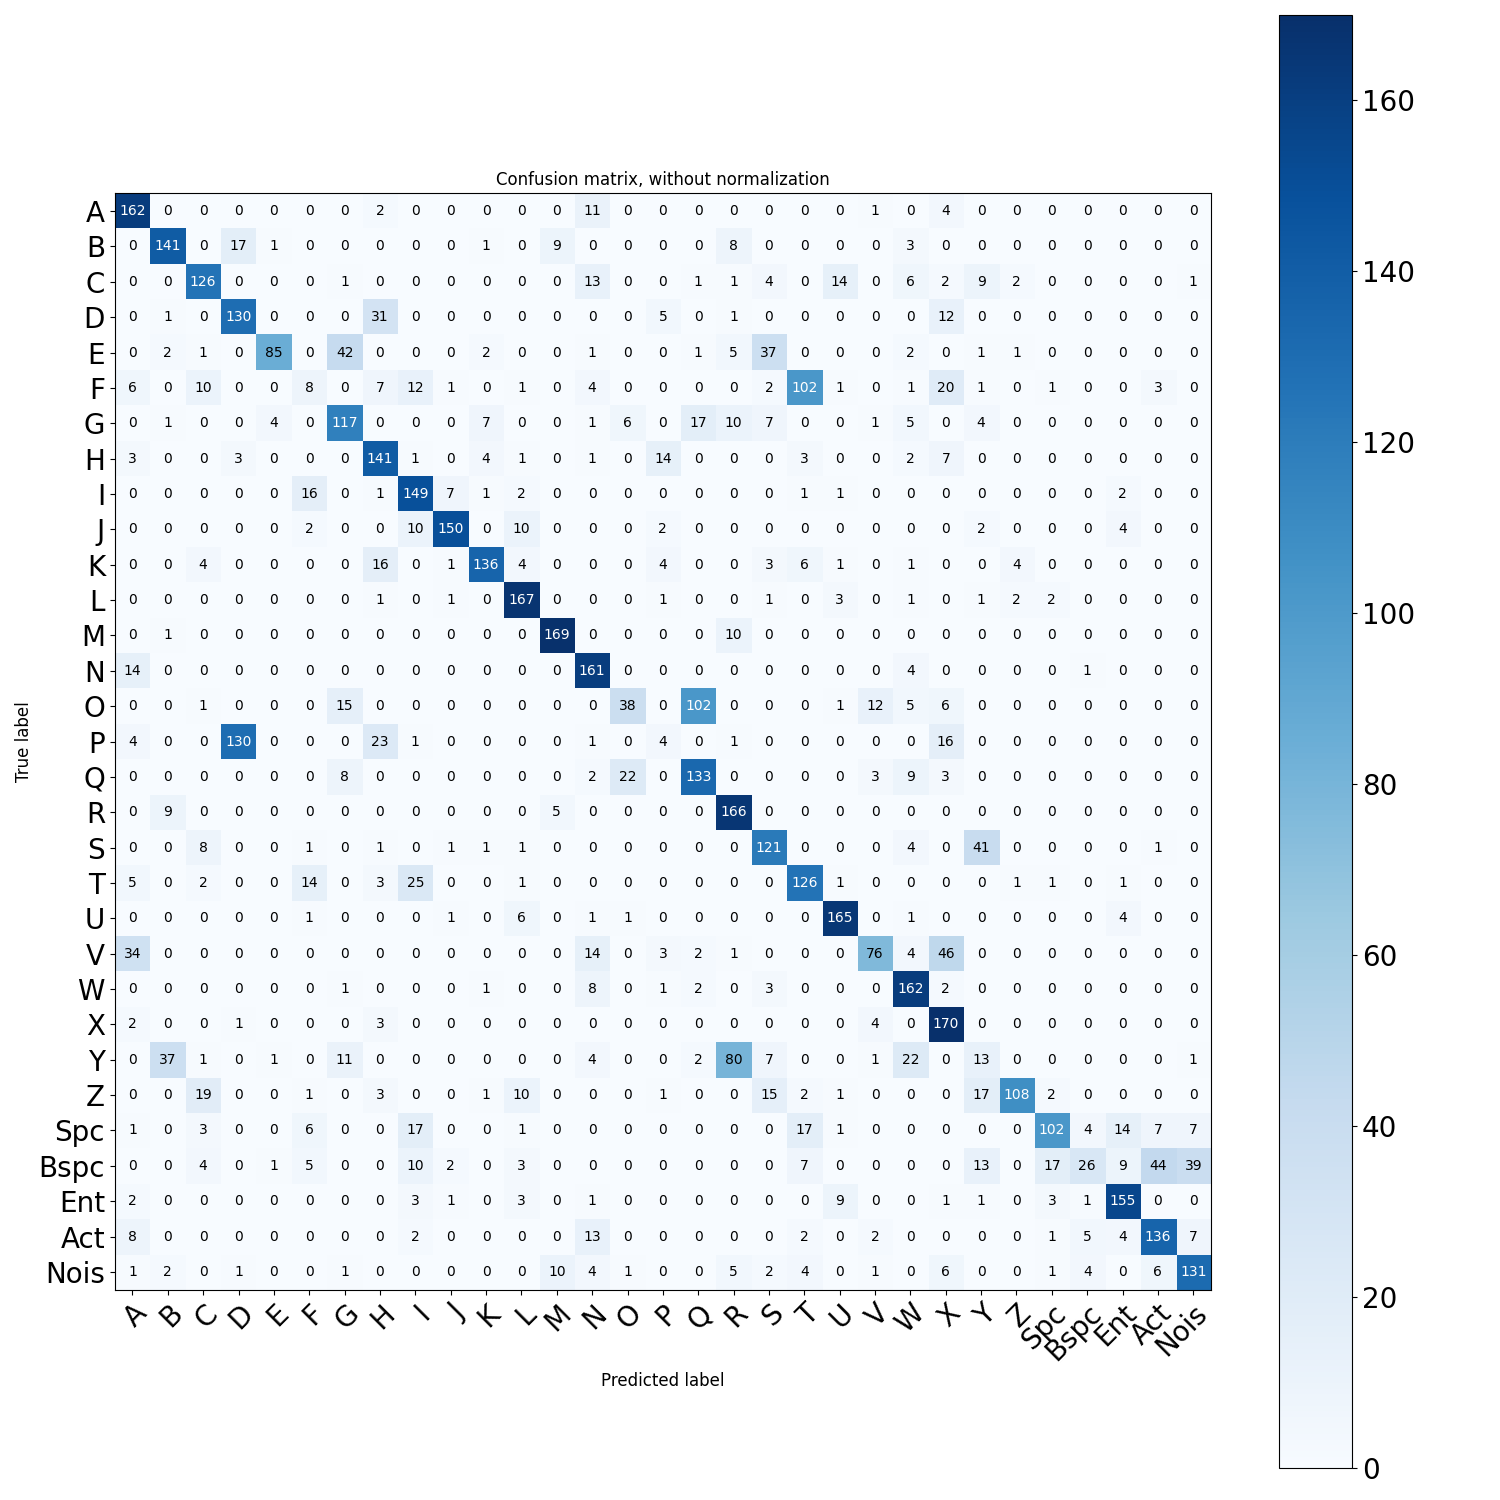 Confusion matrix, without normalization
True label
A 162 0 0 0 0 0 0 2 0 0 0 0 0 11 0 0 0 0 0 0 0 1 0 4 0 0 0 0 0 0 0
B 0 141 0 17 1 0 0 0 0 0 1 0 9 0 0 0 0 8 0 0 0 0 3 0 0 0 0 0 0 0 0
C 0 0 126 0 0 0 1 0 0 0 0 0 0 13 0 0 1 1 4 0 14 0 6 2 9 2 0 0 0 0 1
D 0 1 0 130 0 0 0 31 0 0 0 0 0 0 0 5 0 1 0 0 0 0 0 12 0 0 0 0 0 0 0
E 0 2 1 0 85 0 42 0 0 0 2 0 0 1 0 0 1 5 37 0 0 0 2 0 1 1 0 0 0 0 0
F 6 0 10 0 0 8 0 7 12 1 0 1 0 4 0 0 0 0 2 102 1 0 1 20 1 0 1 0 0 3 0
G 0 1 0 0 4 0 117 0 0 0 7 0 0 1 6 0 17 10 7 0 0 1 5 0 4 0 0 0 0 0 0
H 3 0 0 3 0 0 0 141 1 0 4 1 0 1 0 14 0 0 0 3 0 0 2 7 0 0 0 0 0 0 0
I 0 0 0 0 0 16 0 1 149 7 1 2 0 0 0 0 0 0 0 1 1 0 0 0 0 0 0 0 2 0 0
J 0 0 0 0 0 2 0 0 10 150 0 10 0 0 0 2 0 0 0 0 0 0 0 0 2 0 0 0 4 0 0
K 0 0 4 0 0 0 0 16 0 1 136 4 0 0 0 4 0 0 3 6 1 0 1 0 0 4 0 0 0 0 0
L 0 0 0 0 0 0 0 1 0 1 0 167 0 0 0 1 0 0 1 0 3 0 1 0 1 2 2 0 0 0 0
M 0 1 0 0 0 0 0 0 0 0 0 0 169 0 0 0 0 10 0 0 0 0 0 0 0 0 0 0 0 0 0
N 14 0 0 0 0 0 0 0 0 0 0 0 0 161 0 0 0 0 0 0 0 0 4 0 0 0 0 1 0 0 0
O 0 0 1 0 0 0 15 0 0 0 0 0 0 0 38 0 102 0 0 0 1 12 5 6 0 0 0 0 0 0 0
P 4 0 0 130 0 0 0 23 1 0 0 0 0 1 0 4 0 1 0 0 0 0 0 16 0 0 0 0 0 0 0
Q 0 0 0 0 0 0 8 0 0 0 0 0 0 2 22 0 133 0 0 0 0 3 9 3 0 0 0 0 0 0 0
R 0 9 0 0 0 0 0 0 0 0 0 0 5 0 0 0 0 166 0 0 0 0 0 0 0 0 0 0 0 0 0
S 0 0 8 0 0 1 0 1 0 1 1 1 0 0 0 0 0 0 121 0 0 0 4 0 41 0 0 0 0 1 0
T 5 0 2 0 0 14 0 3 25 0 0 1 0 0 0 0 0 0 0 126 1 0 0 0 0 1 1 0 1 0 0
U 0 0 0 0 0 1 0 0 0 1 0 6 0 1 1 0 0 0 0 0 165 0 1 0 0 0 0 0 4 0 0
V 34 0 0 0 0 0 0 0 0 0 0 0 0 14 0 3 2 1 0 0 0 76 4 46 0 0 0 0 0 0 0
W 0 0 0 0 0 0 1 0 0 0 1 0 0 8 0 1 2 0 3 0 0 0 162 2 0 0 0 0 0 0 0
X 2 0 0 1 0 0 0 3 0 0 0 0 0 0 0 0 0 0 0 0 0 4 0 170 0 0 0 0 0 0 0
Y 0 37 1 0 1 0 11 0 0 0 0 0 0 4 0 0 2 80 7 0 0 1 22 0 13 0 0 0 0 0 1
Z 0 0 19 0 0 1 0 3 0 0 1 10 0 0 0 1 0 0 15 2 1 0 0 0 17 108 2 0 0 0 0
Spc 1 0 3 0 0 6 0 0 17 0 0 1 0 0 0 0 0 0 0 17 1 0 0 0 0 0 102 4 14 7 7
Bspc 0 0 4 0 1 5 0 0 10 2 0 3 0 0 0 0 0 0 0 7 0 0 0 0 13 0 17 26 9 44 39
Ent 2 0 0 0 0 0 0 0 3 1 0 3 0 1 0 0 0 0 0 0 9 0 0 1 1 0 3 1 155 0 0
Act 8 0 0 0 0 0 0 0 2 0 0 0 0 13 0 0 0 0 0 2 0 2 0 0 0 0 1 5 4 136 7
Nois 1 2 0 1 0 0 1 0 0 0 0 0 10 4 1 0 0 5 2 4 0 1 0 6 0 0 1 4 0 6 131
A B C D E F G H I J K L M N O P Q R S T U V W X Y Z Spc Bspc Ent Act Nois
Predicted label
160
140
120
100
80
60
40
20
0